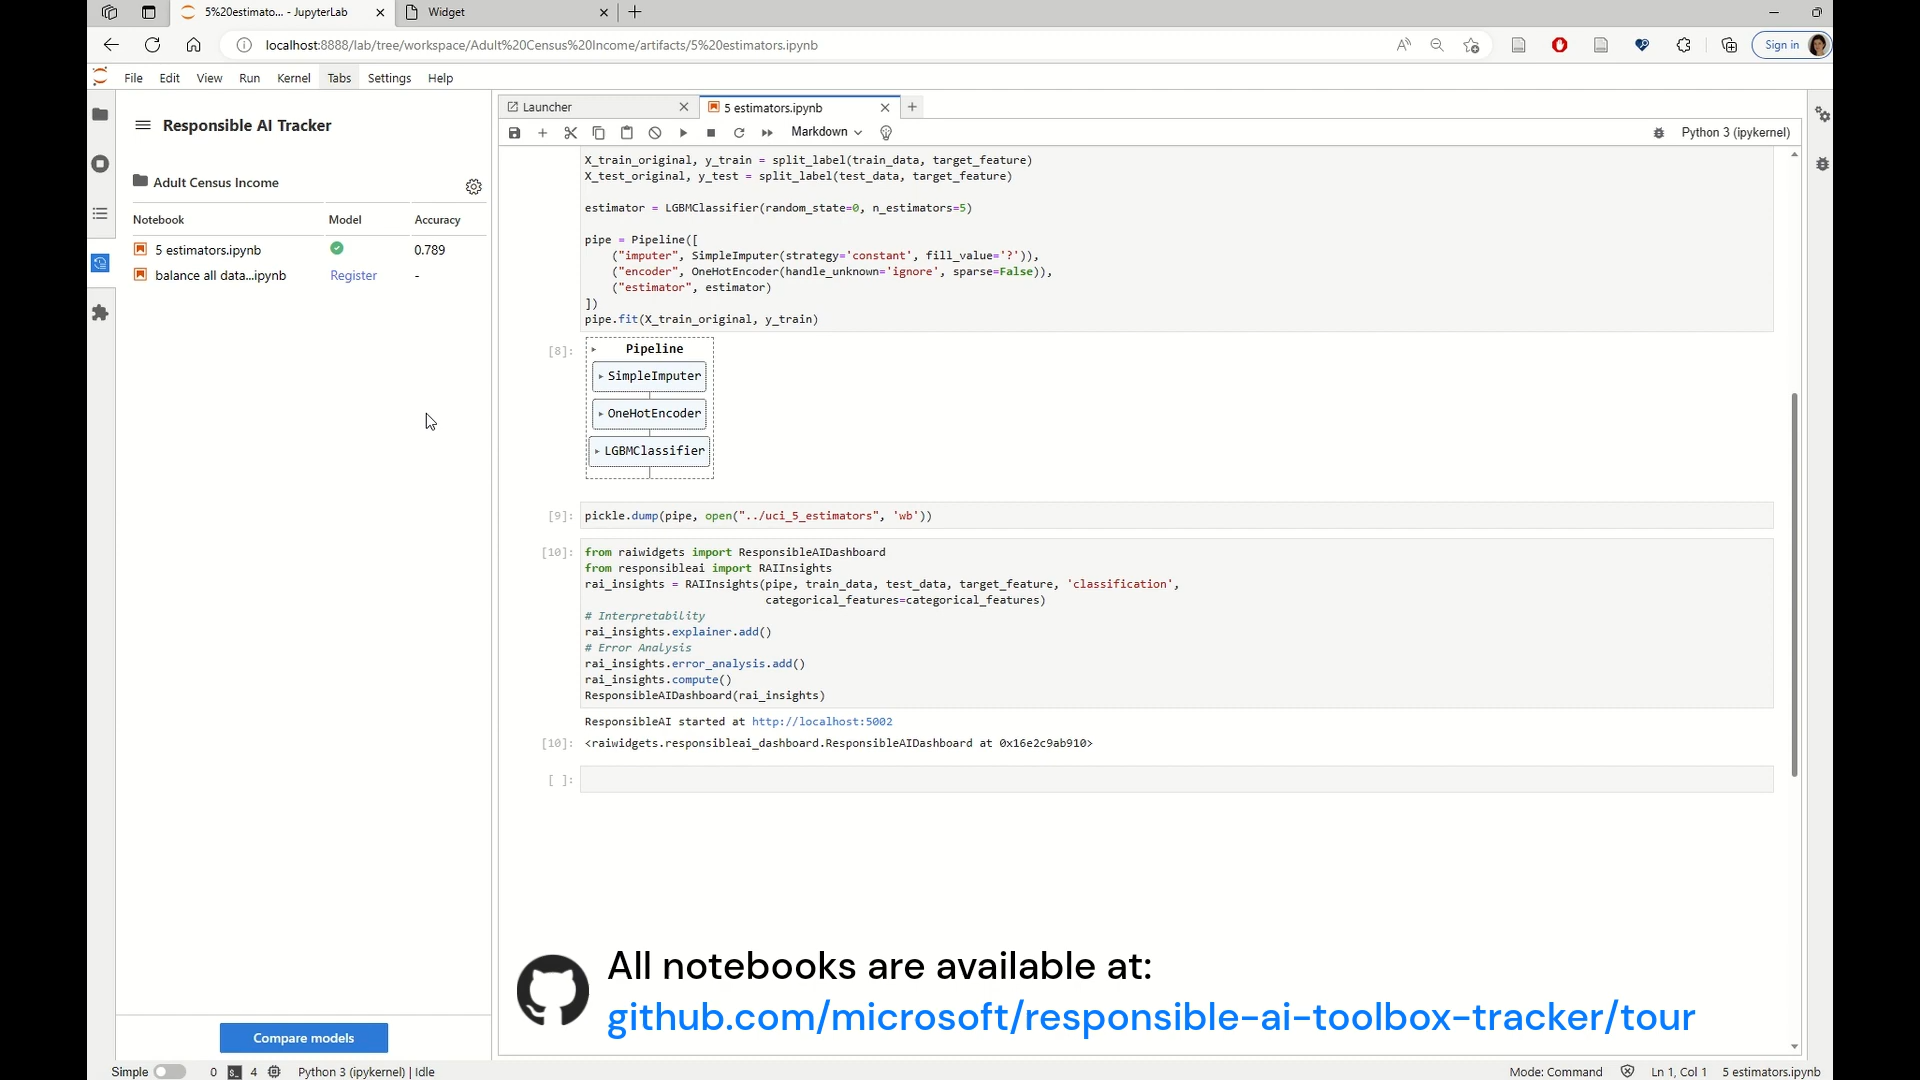 5%20estimato... - JupyterLab
Widget
localhost:8888/lab/tree/workspace/Adult%20Census%20Income/artifacts/5%20estimators.ipynb
Sign in
File Edit View Run Kernel Tabs Settings Help
Responsible AI Tracker
Adult Census Income
Notebook Model Accuracy
5 estimators.ipynb 0.789
balance all data...ipynb Register -
Launcher
5 estimators.ipynb
Markdown
Python 3 (ipykernel)
X_train_original, y_train = split_label(train_data, target_feature)
X_test_original, y_test = split_label(test_data, target_feature)
estimator = LGBMClassifier(random_state=0, n_estimators=5)
pipe = Pipeline([
("imputer", SimpleImputer(strategy='constant', fill_value='?')),
("encoder", OneHotEncoder(handle_unknown='ignore', sparse=False)),
("estimator", estimator)
])
pipe.fit(X_train_original, y_train)
[8]:
Pipeline
SimpleImputer
OneHotEncoder
LGBMClassifier
[9]: pickle.dump(pipe, open("../uci_5_estimators", 'wb'))
[10]: from raiwidgets import ResponsibleAIDashboard
from responsibleai import RAIInsights
rai_insights = RAIInsights(pipe, train_data, test_data, target_feature, 'classification',
categorical_features=categorical_features)
# Interpretability
rai_insights.explainer.add()
# Error Analysis
rai_insights.error_analysis.add()
rai_insights.compute()
ResponsibleAIDashboard(rai_insights)
ResponsibleAI started at http://localhost:5002
[10]: <raiwidgets.responsibleai_dashboard.ResponsibleAIDashboard at 0x16e2c9ab910>
[ ]:
All notebooks are available at:
github.com/microsoft/responsible-ai-toolbox-tracker/tour
Compare models
Simple 0 4 Python 3 (ipykernel) | Idle Mode: Command Ln 1, Col 1 5 estimators.ipynb